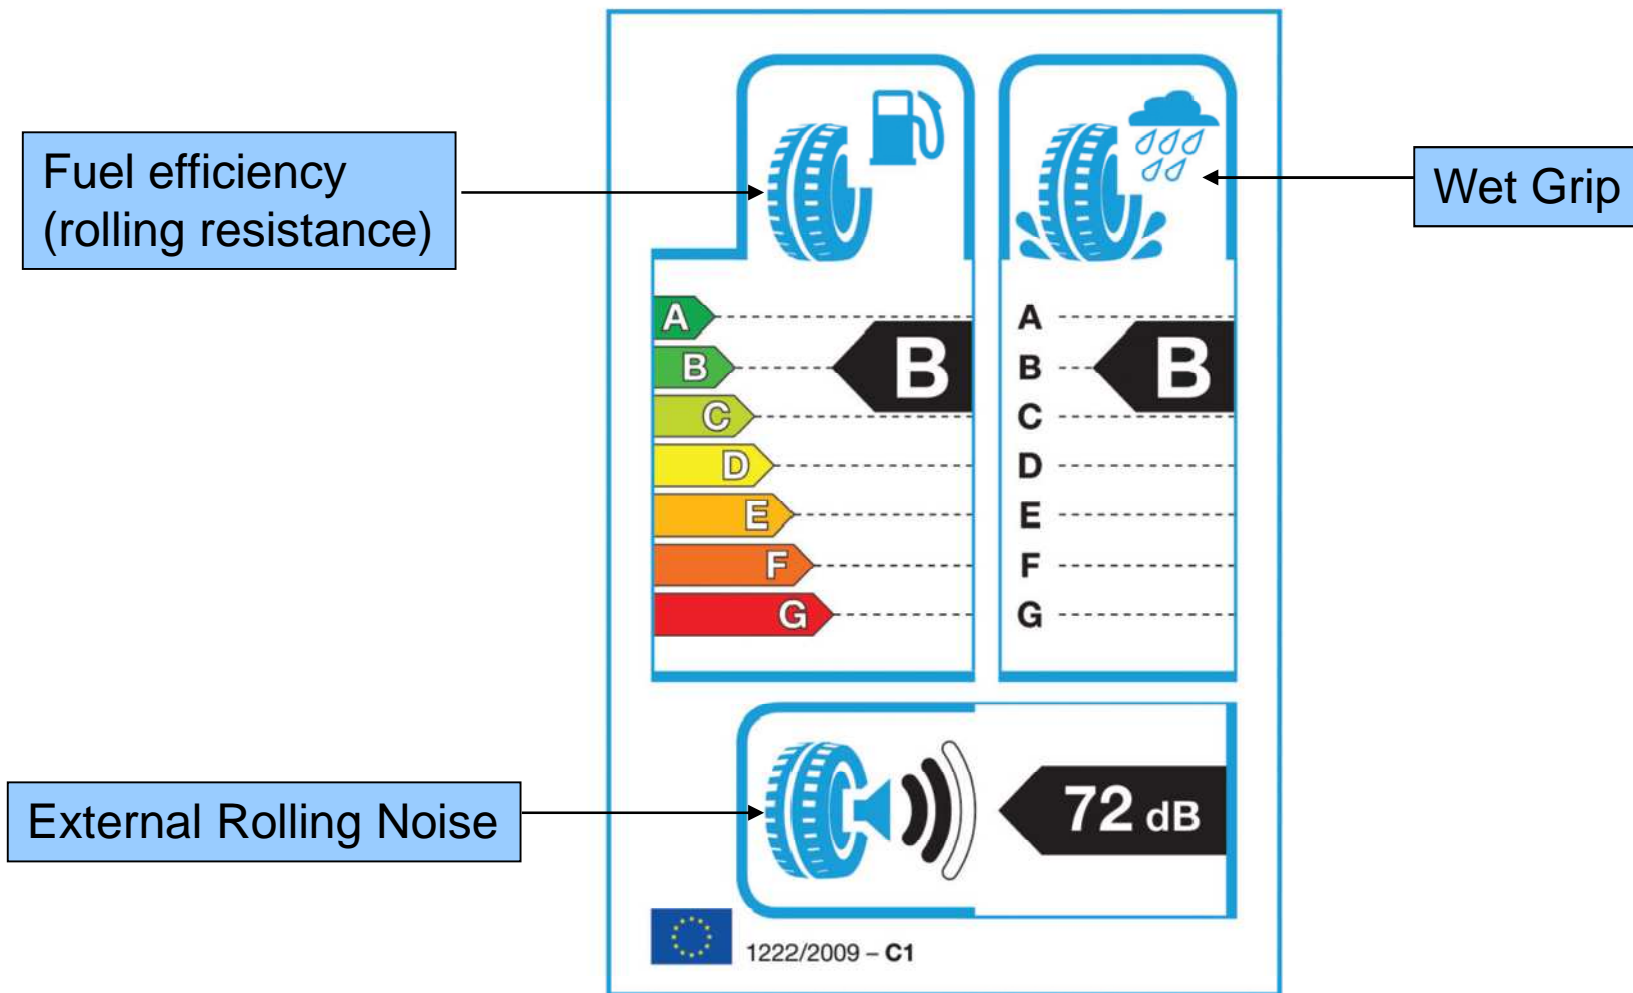 Fuel efficiency
(rolling resistance)
Wet Grip
A
B
C
D
E
F
G
B
A
B
C
D
E
F
G
B
External Rolling Noise
72 dB
1222/2009 – C1